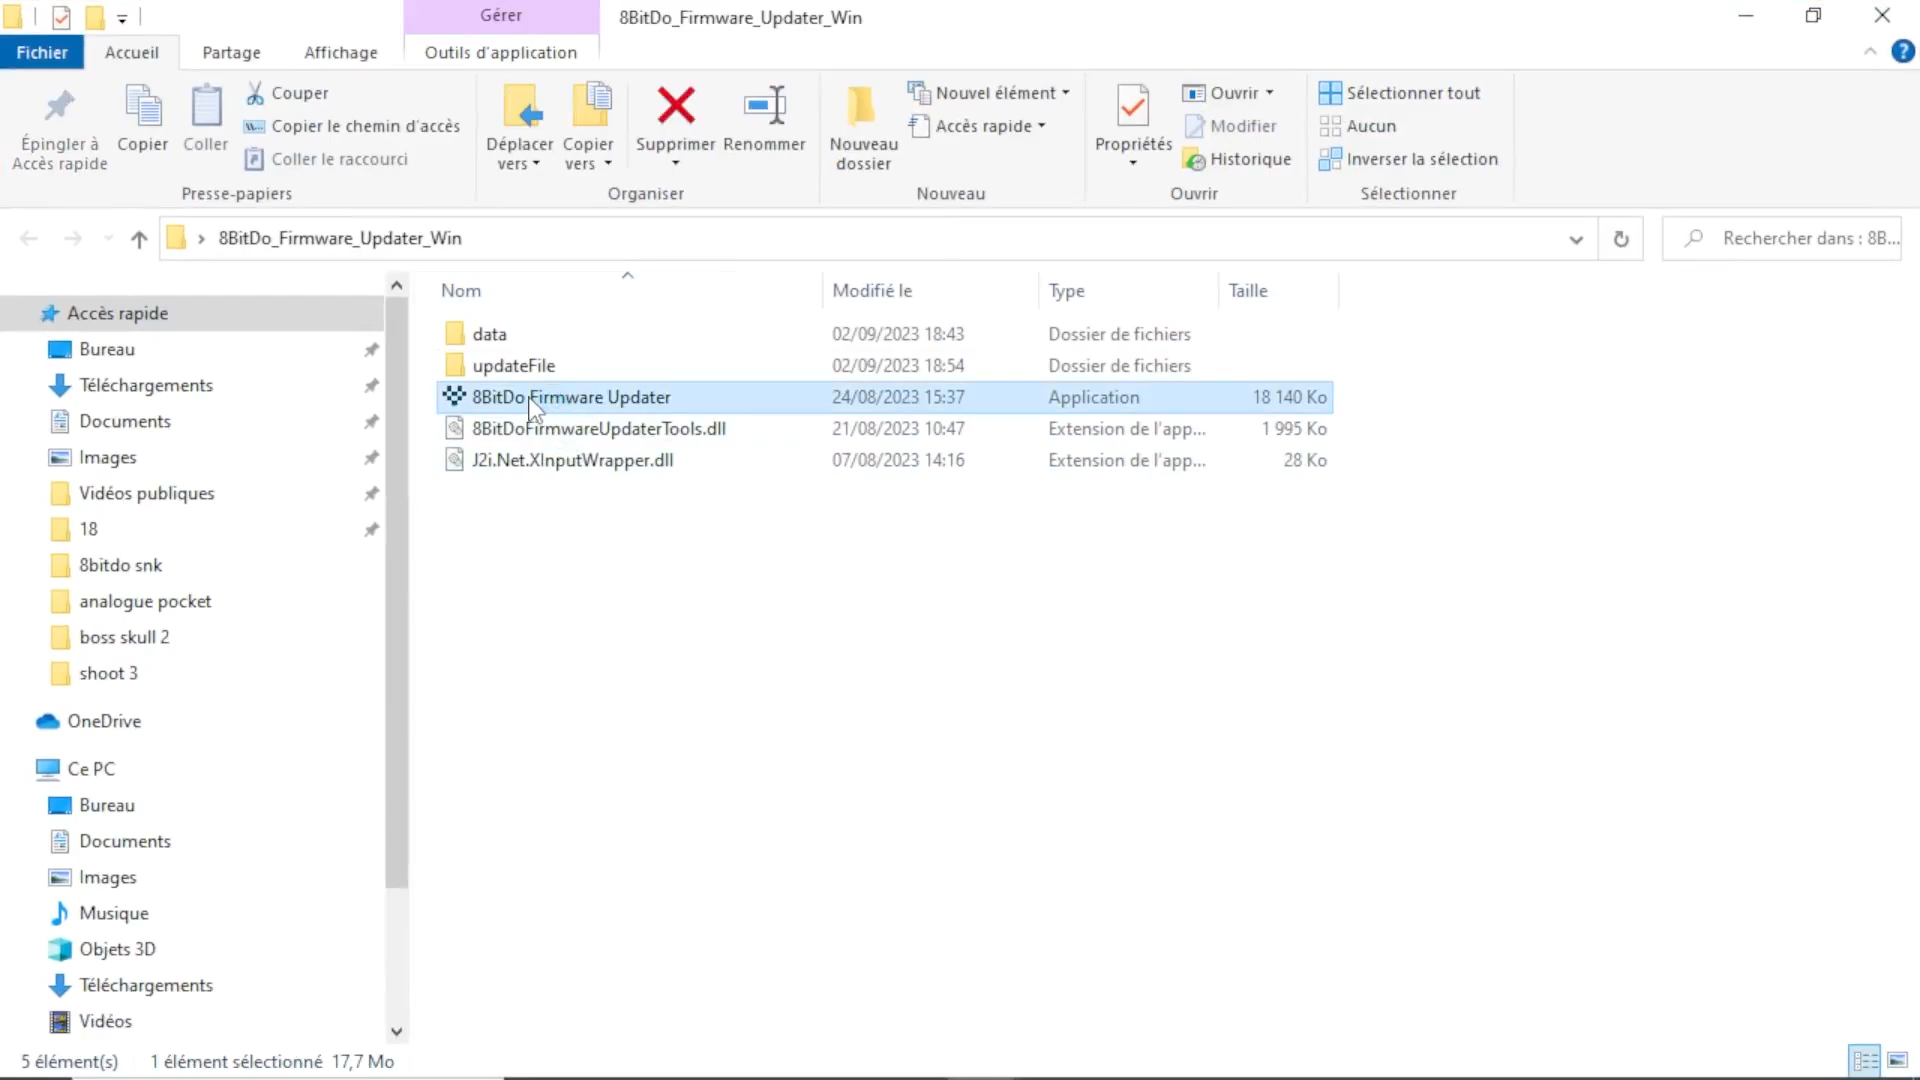 Gérer
8BitDo_Firmware_Updater_Win
Fichier
Accueil
Partage
Affichage
Outils d'application
?
Épingler à
Accès rapide
Copier
Coller
Couper
Copier le chemin d'accès
Coller le raccourci
Presse-papiers
Déplacer
vers
Copier
vers
Supprimer
Renommer
Organiser
Nouveau
dossier
Nouvel élément
Accès rapide
Nouveau
Propriétés
Ouvrir
Modifier
Historique
Ouvrir
Sélectionner tout
Aucun
Inverser la sélection
Sélectionner
8BitDo_Firmware_Updater_Win
Rechercher dans : 8B...
Nom
Modifié le
Type
Taille
data 02/09/2023 18:43 Dossier de fichiers
updateFile 02/09/2023 18:54 Dossier de fichiers
8BitDo Firmware Updater 24/08/2023 15:37 Application 18 140 Ko
8BitDoFirmwareUpdaterTools.dll 21/08/2023 10:47 Extension de l'app... 1 995 Ko
J2i.Net.XInputWrapper.dll 07/08/2023 14:16 Extension de l'app... 28 Ko
Accès rapide
Bureau
Téléchargements
Documents
Images
Vidéos publiques
18
8bitdo snk
analogue pocket
boss skull 2
shoot 3
OneDrive
Ce PC
Bureau
Documents
Images
Musique
Objets 3D
Téléchargements
Vidéos
5 élément(s)
1 élément sélectionné 17,7 Mo